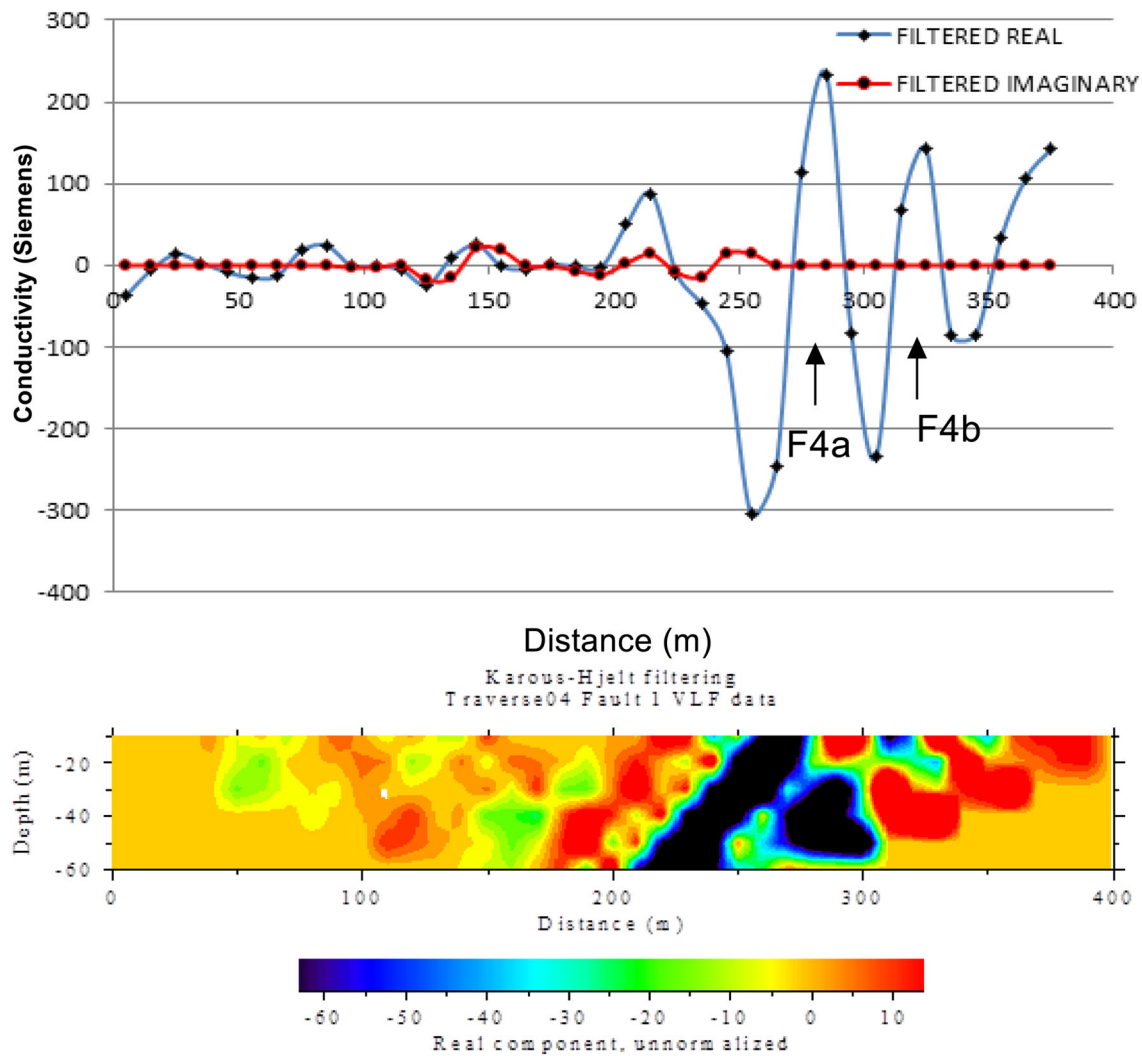 300
200
100
0
-100
-200
-300
-400
Conductivity (Siemens)
FILTERED REAL
FILTERED IMAGINARY
0 50 100 150 200 250 300 350 400
F4a
F4b
Distance (m)
Karous-Hjelt filtering
Traverse04 Fault 1 VLF data
Depth (m)
-20
-40
-60
0 100 200 300 400
Distance (m)
-60 -50 -40 -30 -20 -10 0 10
Real component, unnormalized